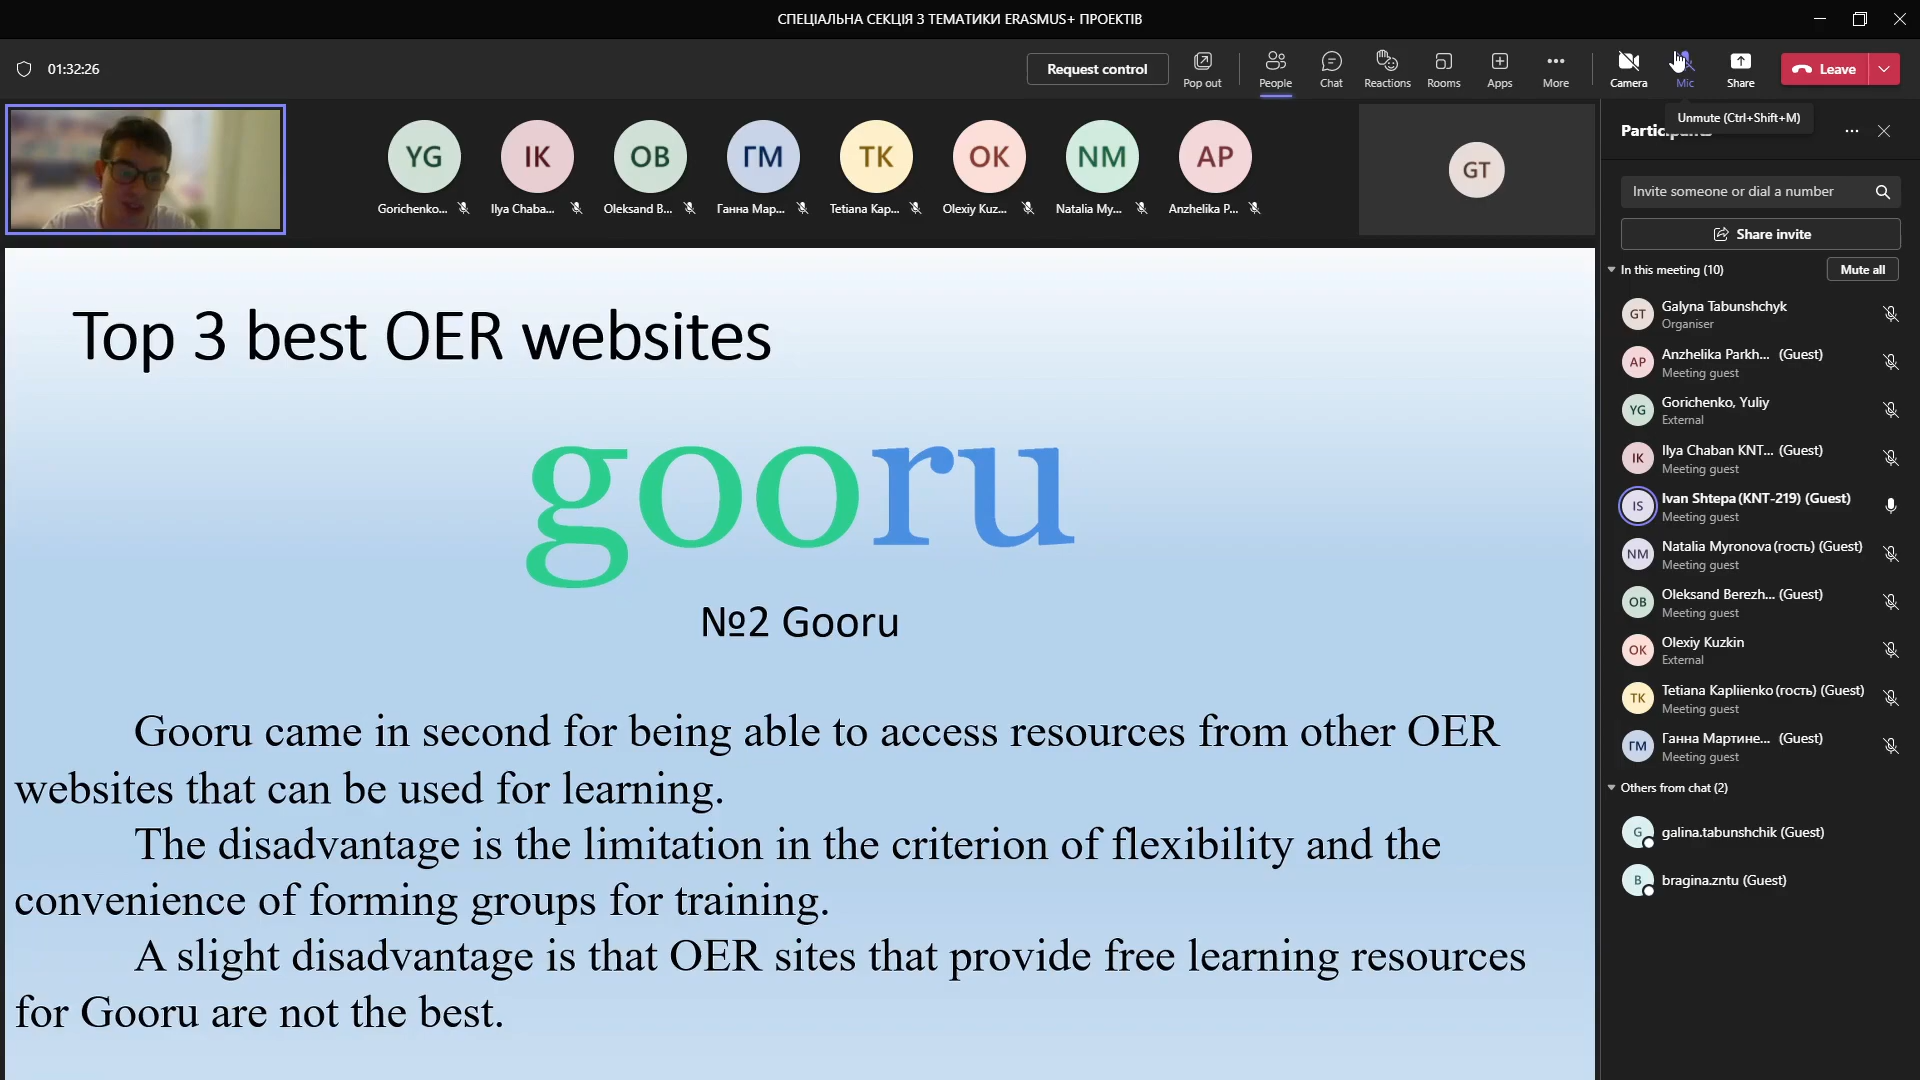 СПЕЦІАЛЬНА СЕКЦІЯ З ТЕМАТИКИ ERASMUS+ ПРОЕКТІВ
01:32:26
Request control
Pop out
People
Chat
Reactions
Rooms
Apps
More
Camera
Mic
Share
Leave
Unmute (Ctrl+Shift+M)
YG
IK
OB
ГМ
TK
OK
NM
AP
GT
Gorichenko...
Ilya Chaba...
Oleksand B...
Ганна Мар...
Tetiana Kap...
Olexiy Kuz...
Natalia My...
Anzhelika P...
Top 3 best OER websites
gooru
№2 Gooru
Gooru came in second for being able to access resources from other OER
websites that can be used for learning.
The disadvantage is the limitation in the criterion of flexibility and the
convenience of forming groups for training.
A slight disadvantage is that OER sites that provide free learning resources
for Gooru are not the best.
Participants
Invite someone or dial a number
Share invite
In this meeting (10)
Mute all
GT
Galyna Tabunshchyk
Organiser
AP
Anzhelika Parkh... (Guest)
Meeting guest
YG
Gorichenko, Yuliy
External
IK
Ilya Chaban KNT... (Guest)
Meeting guest
IS
Ivan Shtepa (KNT-219) (Guest)
Meeting guest
NM
Natalia Myronova (гость) (Guest)
Meeting guest
OB
Oleksand Berezh... (Guest)
Meeting guest
OK
Olexiy Kuzkin
External
TK
Tetiana Kapliienko (гость) (Guest)
Meeting guest
ГМ
Ганна Мартине... (Guest)
Meeting guest
Others from chat (2)
G
galina.tabunshchik (Guest)
B
bragina.zntu (Guest)